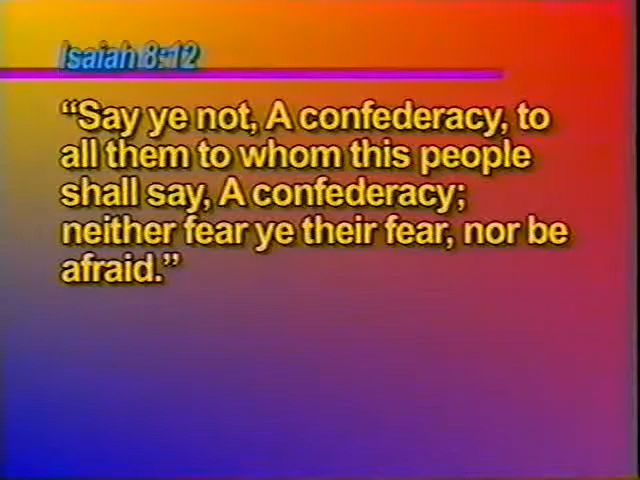 Isaiah 8:12
“Say ye not, A confederacy, to
all them to whom this people
shall say, A confederacy;
neither fear ye their fear, nor be
afraid.”